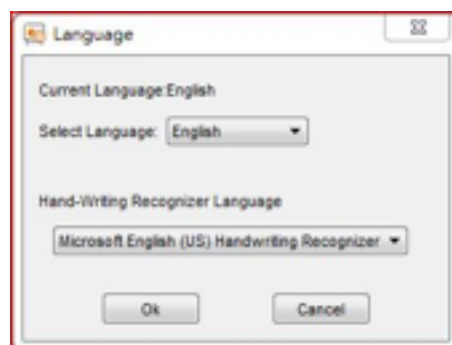 Language
Current Language:English
Select Language: English
Hand-Writing Recognizer Language
Microsoft English (US) Handwriting Recognizer
Ok Cancel